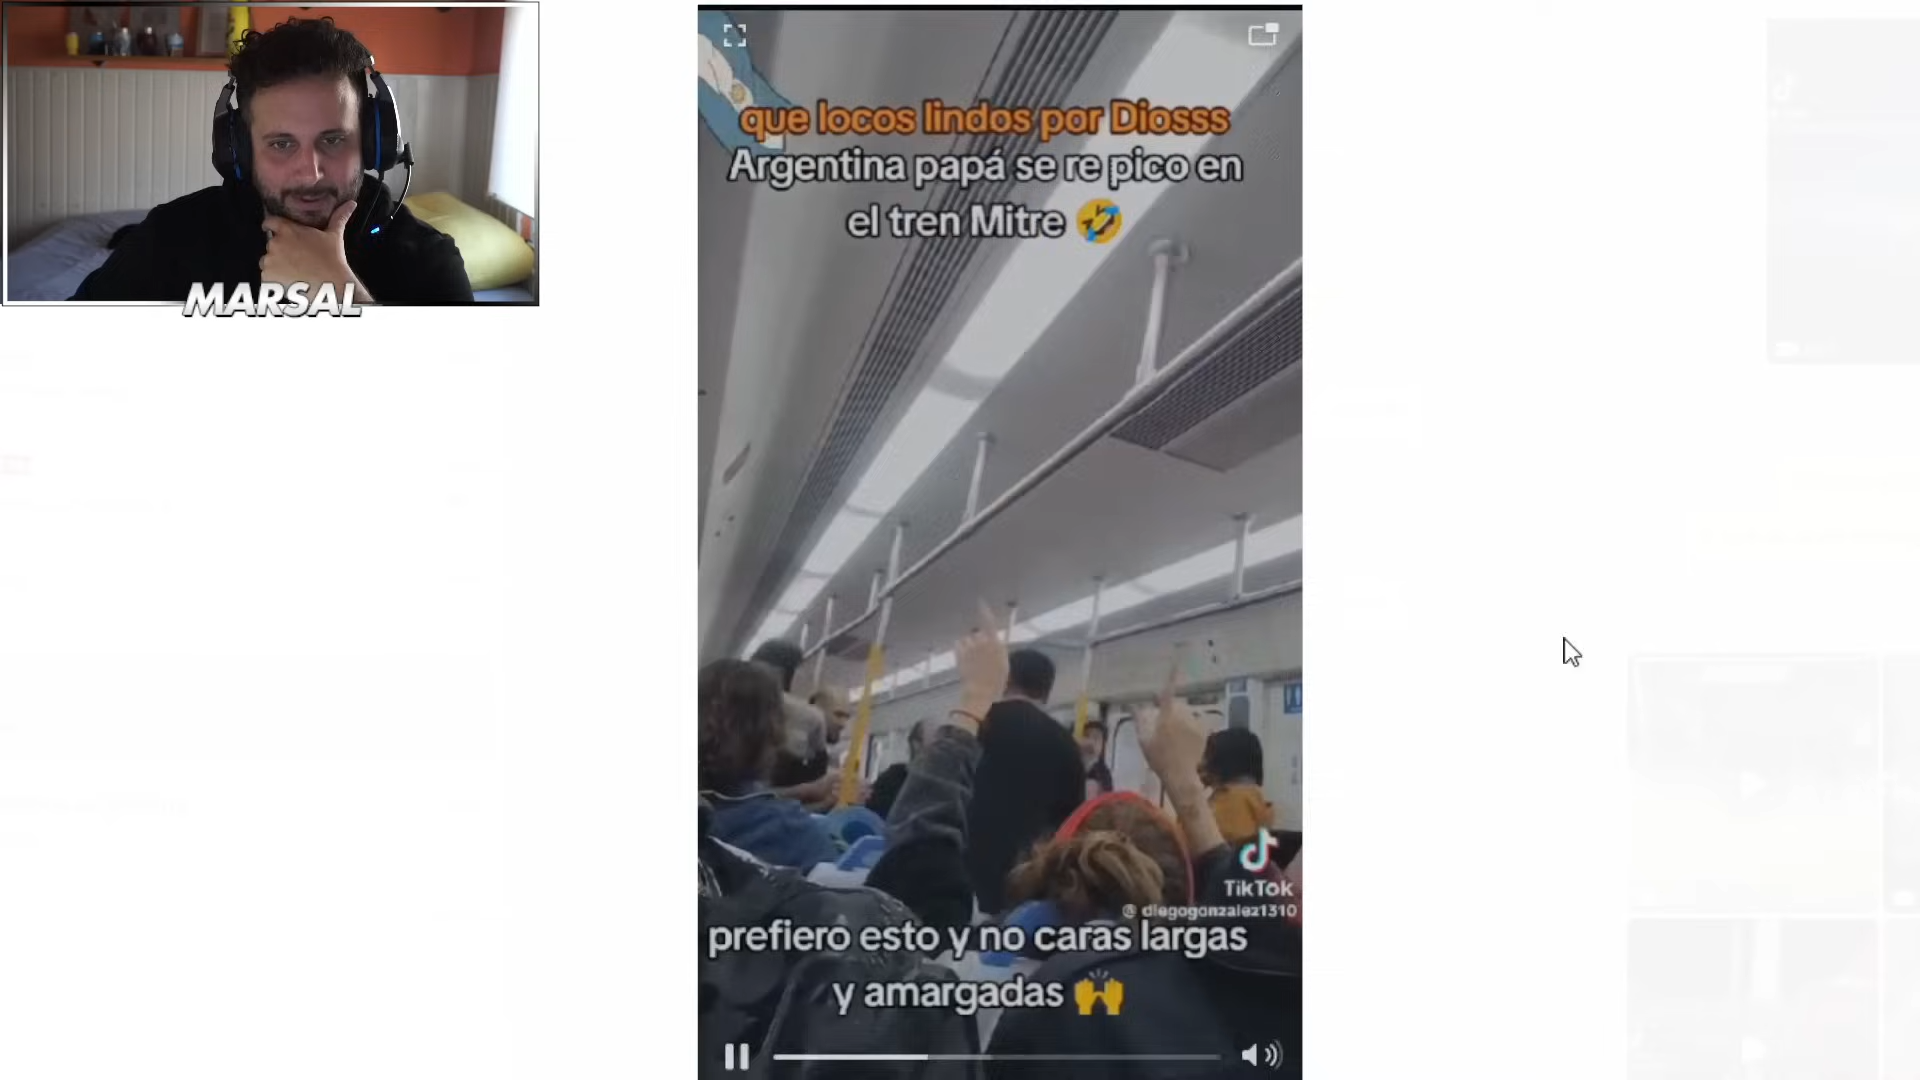 MARSAL
que locos lindos por Diosss
Argentina papá se re pico en
el tren Mitre 🤣
TikTok
@ diegogonzalez1310
prefiero esto y no caras largas
y amargadas 🙌